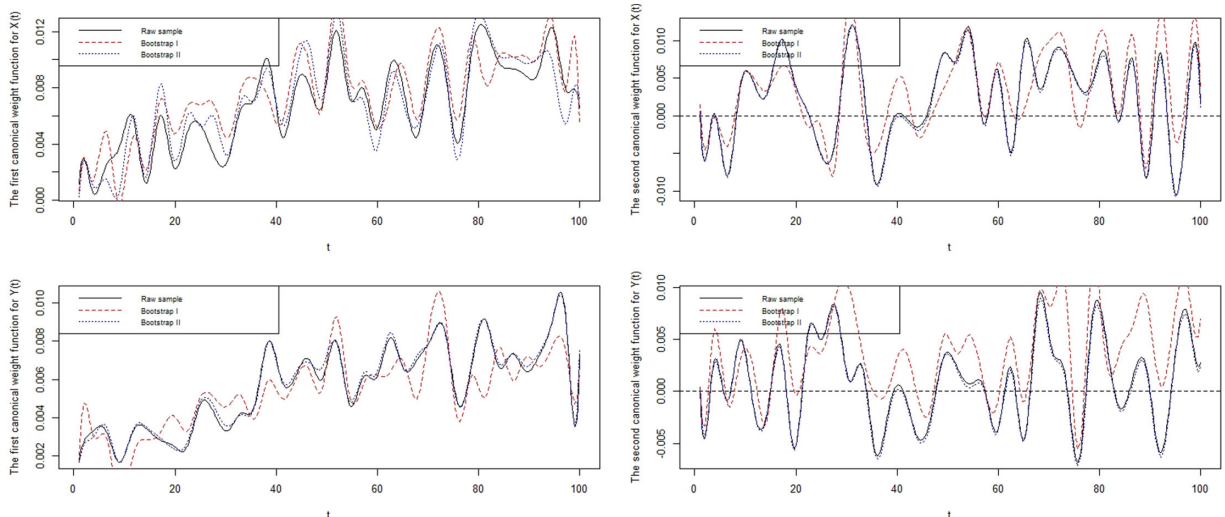 The first canonical weight function for X(t)
0.000 0.004 0.008 0.012
Raw sample
Bootstrap I
Bootstrap II
0 20 40 60 80 100
t
The second canonical weight function for X(t)
-0.010 0.000 0.005 0.010
Raw sample
Bootstrap I
Bootstrap II
0 20 40 60 80 100
t
The first canonical weight function for Y(t)
0.002 0.004 0.006 0.008 0.010
Raw sample
Bootstrap I
Bootstrap II
0 20 40 60 80 100
t
The second canonical weight function for Y(t)
-0.005 0.000 0.005 0.010
Raw sample
Bootstrap I
Bootstrap II
0 20 40 60 80 100
t